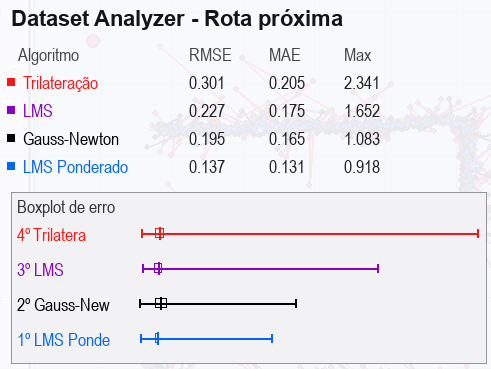 Dataset Analyzer - Rota próxima
Algoritmo RMSE MAE Max
Trilateração 0.301 0.205 2.341
LMS 0.227 0.175 1.652
Gauss-Newton 0.195 0.165 1.083
LMS Ponderado 0.137 0.131 0.918
Boxplot de erro
4º Trilatera
3º LMS
2º Gauss-New
1º LMS Ponde